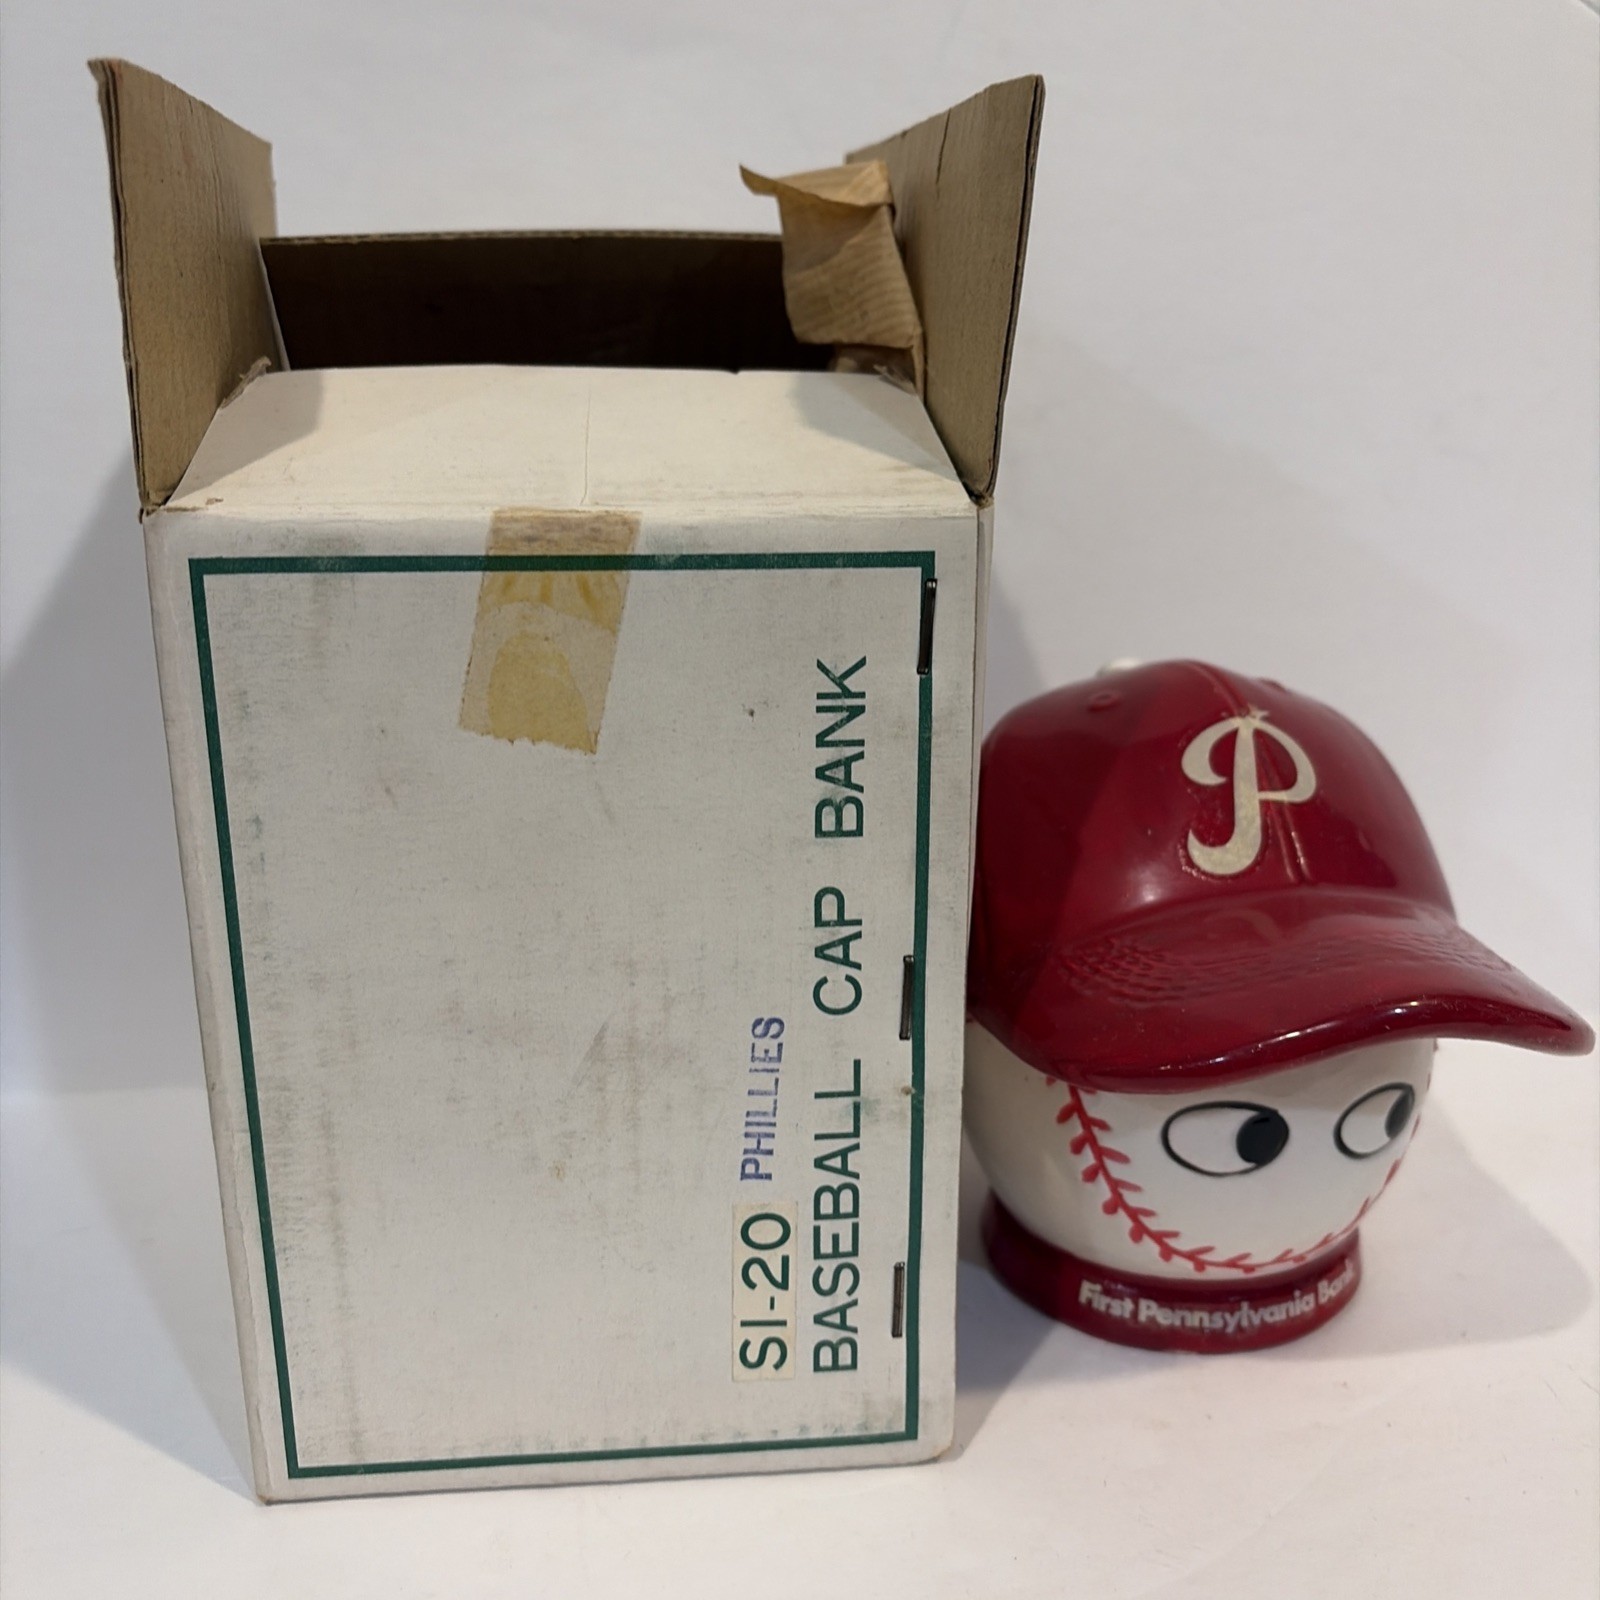 SI-20 PHILLIES
BASEBALL CAP BANK
P
First Pennsylvania Bank